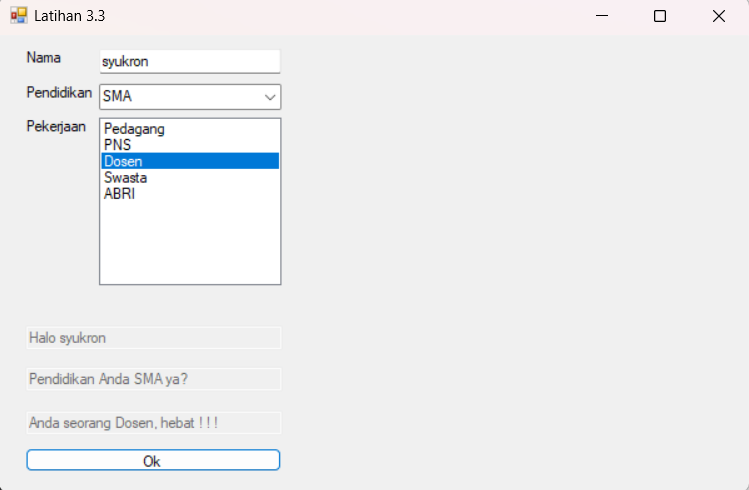 Latihan 3.3
Nama syukron
Pendidikan SMA
Pekerjaan Pedagang
PNS
Dosen
Swasta
ABRI
Halo syukron
Pendidikan Anda SMA ya?
Anda seorang Dosen, hebat ! ! !
Ok